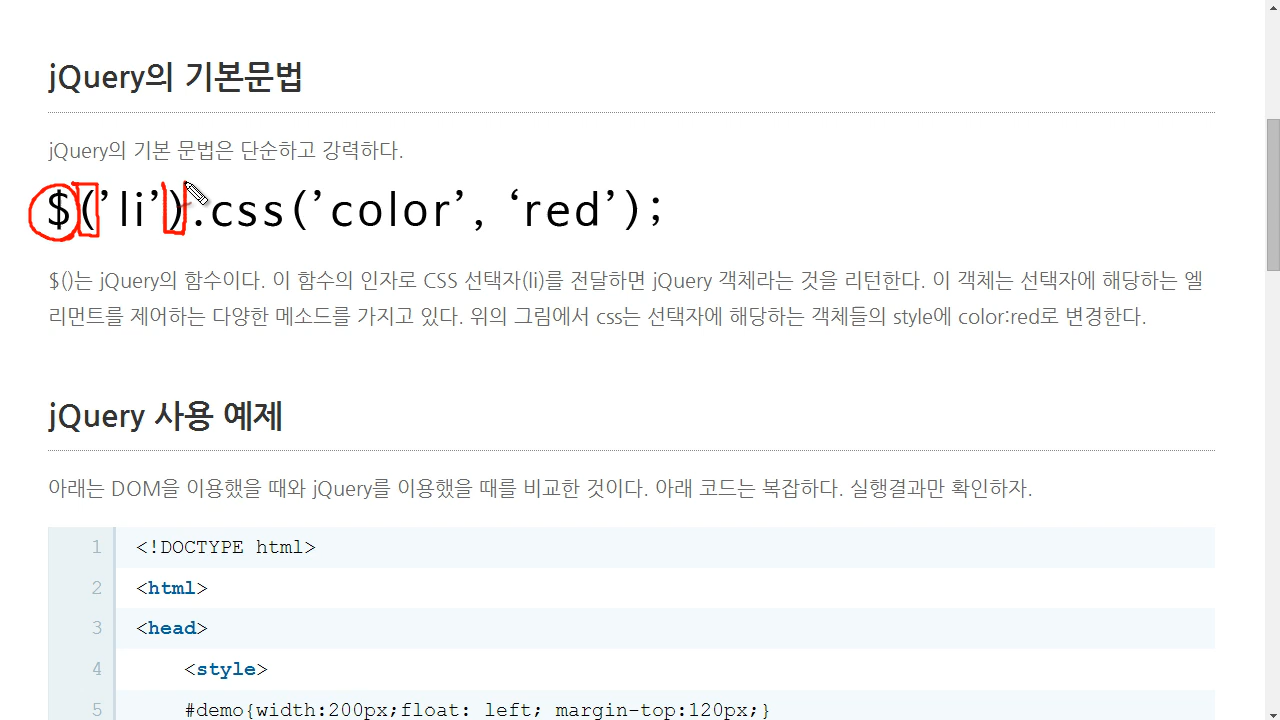 jQuery의 기본문법
jQuery의 기본 문법은 단순하고 강력하다.
$(’li’).css(’color’, ‘red’);
$()는 jQuery의 함수이다. 이 함수의 인자로 CSS 선택자(li)를 전달하면 jQuery 객체라는 것을 리턴한다. 이 객체는 선택자에 해당하는 엘
리먼트를 제어하는 다양한 메소드를 가지고 있다. 위의 그림에서 css는 선택자에 해당하는 객체들의 style에 color:red로 변경한다.
jQuery 사용 예제
아래는 DOM을 이용했을 때와 jQuery를 이용했을 때를 비교한 것이다. 아래 코드는 복잡하다. 실행결과만 확인하자.
1 <!DOCTYPE html>
2 <html>
3 <head>
4 <style>
5 #demo{width:200px;float: left; margin-top:120px;}